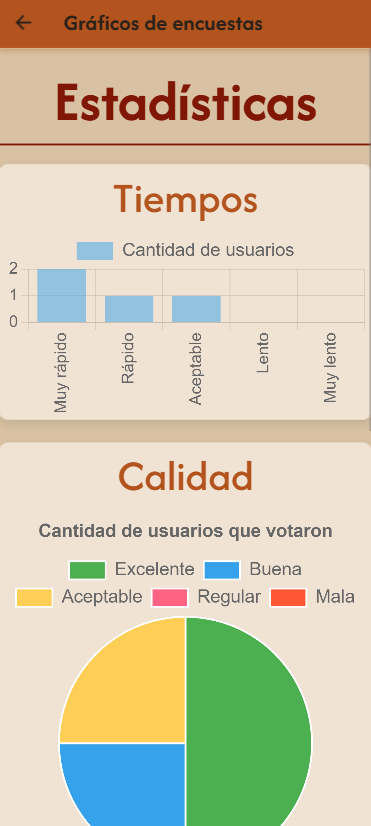 Gráficos de encuestas
Estadísticas
Tiempos
Cantidad de usuarios
2
1
0
Muy rápido
Rápido
Aceptable
Lento
Muy lento
Calidad
Cantidad de usuarios que votaron
Excelente Buena
Aceptable Regular Mala